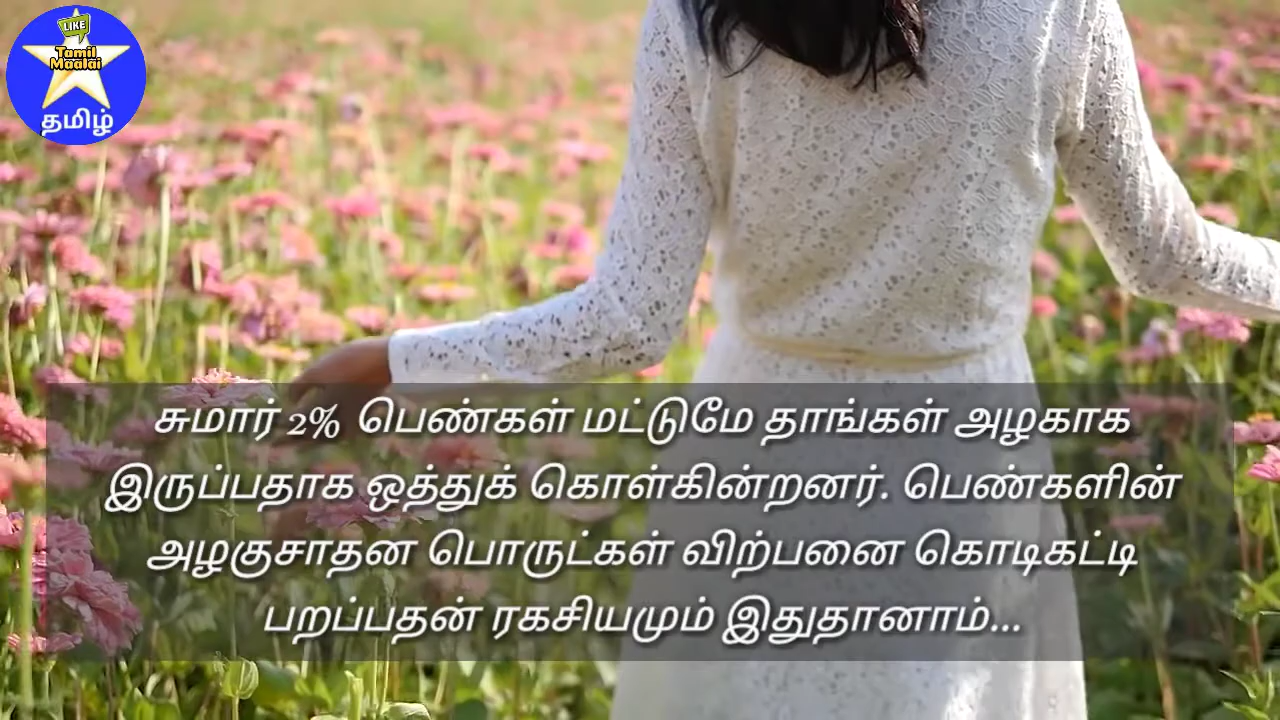 LIKE
Tamil
Maalai
தமிழ்
சுமார் 2% பெண்கள் மட்டுமே தாங்கள் அழகாக
இருப்பதாக ஒத்துக் கொள்கின்றனர். பெண்களின்
அழகுசாதன பொருட்கள் விற்பனை கொடிகட்டி
பறப்பதன் ரகசியமும் இதுதானாம்...